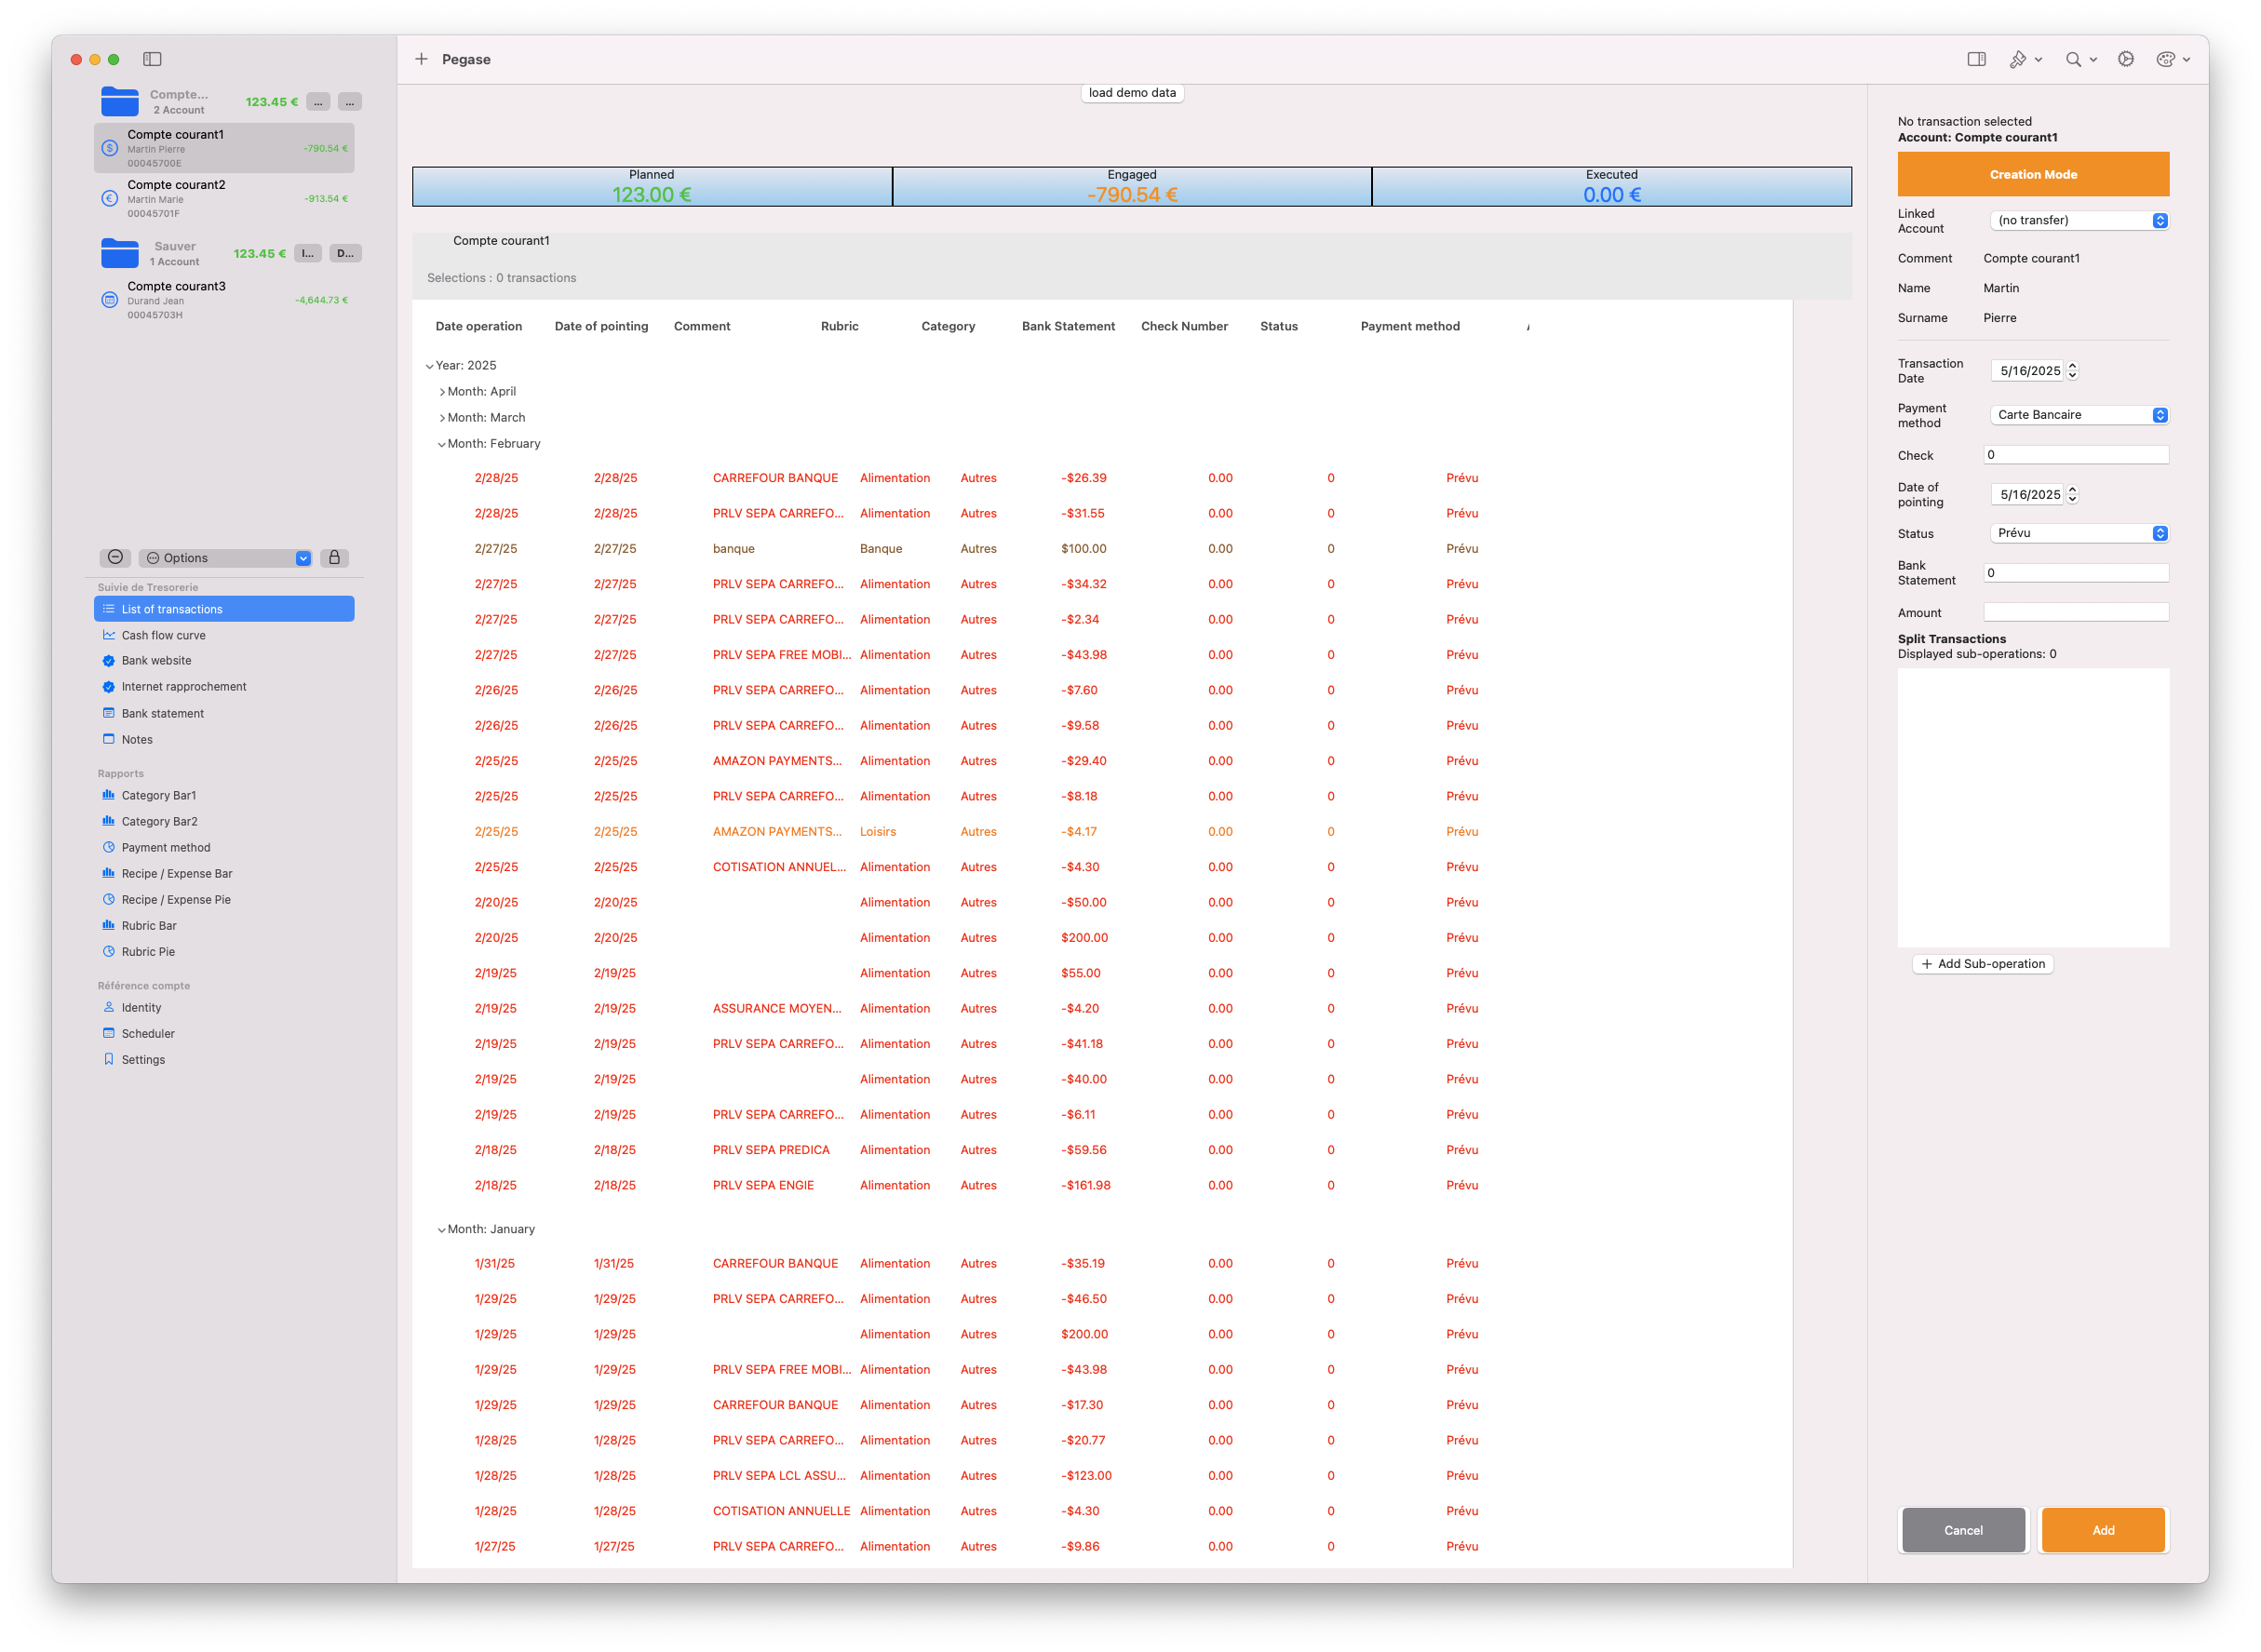 Pegase
Compte...
2 Account
123.45 €
...
...
Compte courant1
Martin Pierre
00045700E
-790.54 €
Compte courant2
Martin Marie
00045701F
-913.54 €
Sauver
1 Account
123.45 €
I...
D...
Compte courant3
Durand Jean
00045703H
-4,644.73 €
Options
Suivie de Tresorerie
List of transactions
Cash flow curve
Bank website
Internet rapprochement
Bank statement
Notes
Rapports
Category Bar1
Category Bar2
Payment method
Recipe / Expense Bar
Recipe / Expense Pie
Rubric Bar
Rubric Pie
Référence compte
Identity
Scheduler
Settings
load demo data
Planned
123.00 €
Engaged
-790.54 €
Executed
0.00 €
Compte courant1
Selections : 0 transactions
Date operation Date of pointing Comment Rubric Category Bank Statement Check Number Status Payment method
Year: 2025
Month: April
Month: March
Month: February
2/28/25 2/28/25 CARREFOUR BANQUE Alimentation Autres -$26.39 0.00 0 Prévu
2/28/25 2/28/25 PRLV SEPA CARREFO... Alimentation Autres -$31.55 0.00 0 Prévu
2/27/25 2/27/25 banque Banque Autres $100.00 0.00 0 Prévu
2/27/25 2/27/25 PRLV SEPA CARREFO... Alimentation Autres -$34.32 0.00 0 Prévu
2/27/25 2/27/25 PRLV SEPA CARREFO... Alimentation Autres -$2.34 0.00 0 Prévu
2/27/25 2/27/25 PRLV SEPA FREE MOBI... Alimentation Autres -$43.98 0.00 0 Prévu
2/26/25 2/26/25 PRLV SEPA CARREFO... Alimentation Autres -$7.60 0.00 0 Prévu
2/26/25 2/26/25 PRLV SEPA CARREFO... Alimentation Autres -$9.58 0.00 0 Prévu
2/25/25 2/25/25 AMAZON PAYMENTS... Alimentation Autres -$29.40 0.00 0 Prévu
2/25/25 2/25/25 PRLV SEPA CARREFO... Alimentation Autres -$8.18 0.00 0 Prévu
2/25/25 2/25/25 AMAZON PAYMENTS... Loisirs Autres -$4.17 0.00 0 Prévu
2/25/25 2/25/25 COTISATION ANNUEL... Alimentation Autres -$4.30 0.00 0 Prévu
2/20/25 2/20/25 Alimentation Autres -$50.00 0.00 0 Prévu
2/20/25 2/20/25 Alimentation Autres $200.00 0.00 0 Prévu
2/19/25 2/19/25 Alimentation Autres $55.00 0.00 0 Prévu
2/19/25 2/19/25 ASSURANCE MOYEN... Alimentation Autres -$4.20 0.00 0 Prévu
2/19/25 2/19/25 PRLV SEPA CARREFO... Alimentation Autres -$41.18 0.00 0 Prévu
2/19/25 2/19/25 Alimentation Autres -$40.00 0.00 0 Prévu
2/19/25 2/19/25 PRLV SEPA CARREFO... Alimentation Autres -$6.11 0.00 0 Prévu
2/18/25 2/18/25 PRLV SEPA PREDICA Alimentation Autres -$59.56 0.00 0 Prévu
2/18/25 2/18/25 PRLV SEPA ENGIE Alimentation Autres -$161.98 0.00 0 Prévu
Month: January
1/31/25 1/31/25 CARREFOUR BANQUE Alimentation Autres -$35.19 0.00 0 Prévu
1/29/25 1/29/25 PRLV SEPA CARREFO... Alimentation Autres -$46.50 0.00 0 Prévu
1/29/25 1/29/25 Alimentation Autres $200.00 0.00 0 Prévu
1/29/25 1/29/25 PRLV SEPA FREE MOBI... Alimentation Autres -$43.98 0.00 0 Prévu
1/29/25 1/29/25 CARREFOUR BANQUE Alimentation Autres -$17.30 0.00 0 Prévu
1/28/25 1/28/25 PRLV SEPA CARREFO... Alimentation Autres -$20.77 0.00 0 Prévu
1/28/25 1/28/25 PRLV SEPA LCL ASSU... Alimentation Autres -$123.00 0.00 0 Prévu
1/28/25 1/28/25 COTISATION ANNUELLE Alimentation Autres -$4.30 0.00 0 Prévu
1/27/25 1/27/25 PRLV SEPA CARREFO... Alimentation Autres -$9.86 0.00 0 Prévu
No transaction selected
Account: Compte courant1
Creation Mode
Linked
Account
(no transfer)
Comment Compte courant1
Name Martin
Surname Pierre
Transaction
Date
5/16/2025
Payment
method
Carte Bancaire
Check 0
Date of
pointing
5/16/2025
Status Prévu
Bank
Statement
0
Amount
Split Transactions
Displayed sub-operations: 0
Add Sub-operation
Cancel
Add